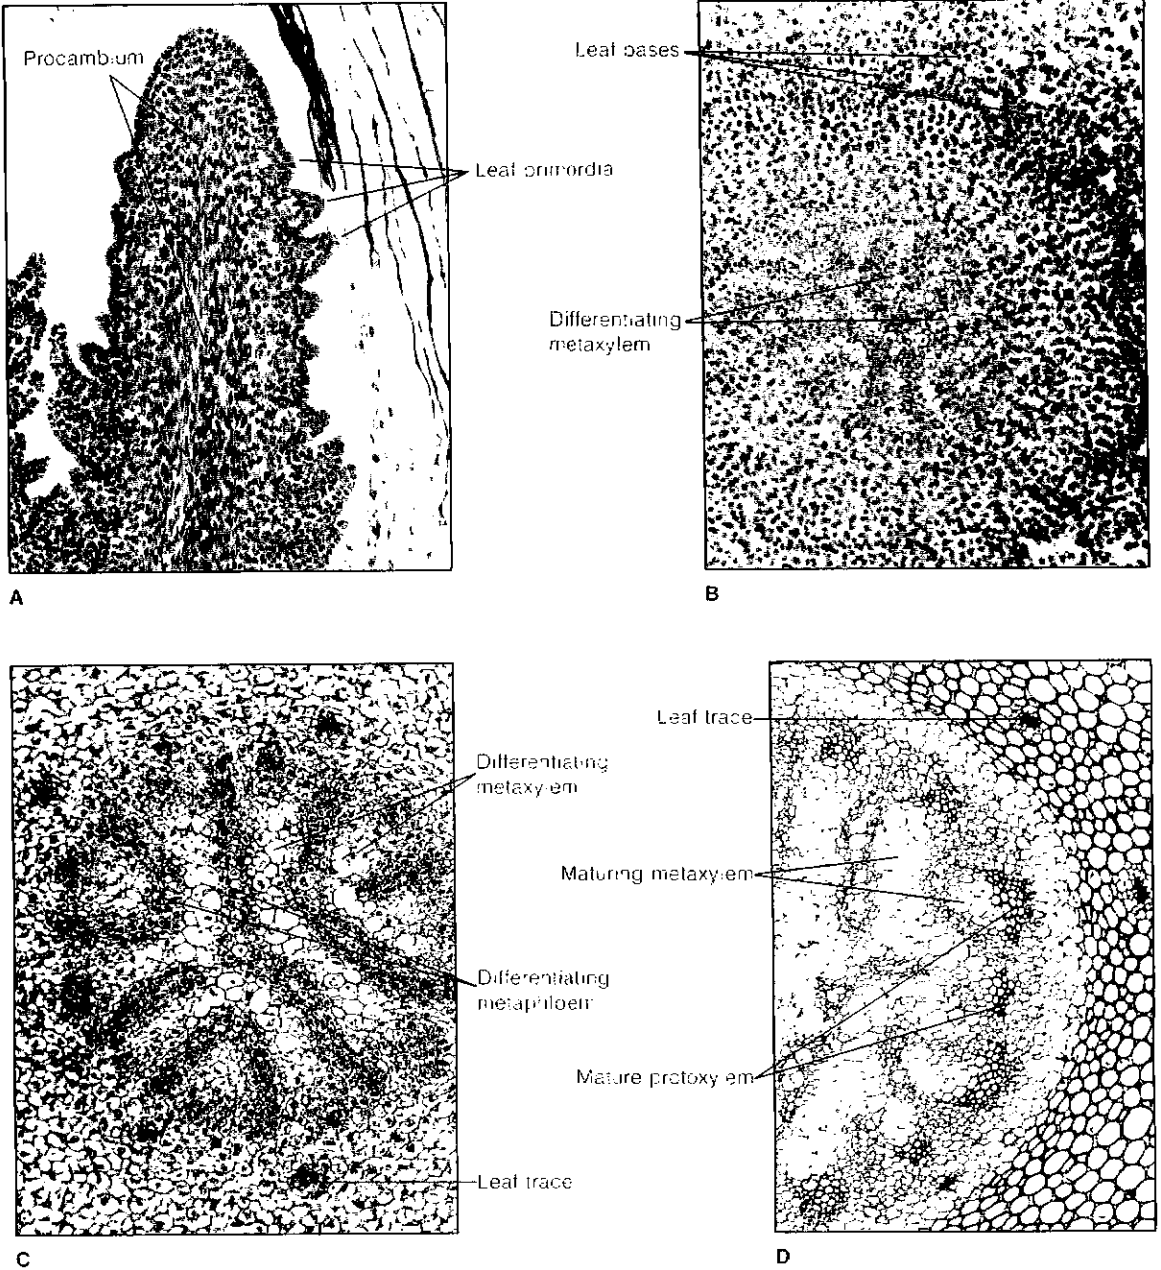 Procambium
Leaf primordia
A
Leaf bases
Differentiating
metaxylem
B
Differentiating
metaxylem
Differentiating
metaphloem
Leaf trace
C
Leaf trace
Maturing metaxylem
Mature protoxylem
D